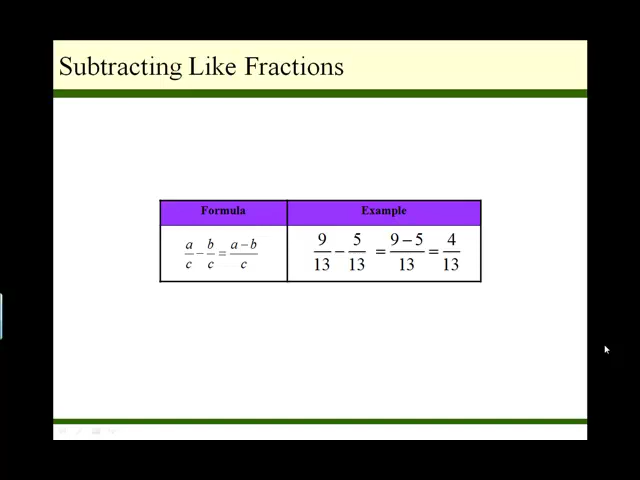 Subtracting Like Fractions
Formula Example
a/c − b/c = (a − b)/c 9/13 − 5/13 = (9 − 5)/13 = 4/13